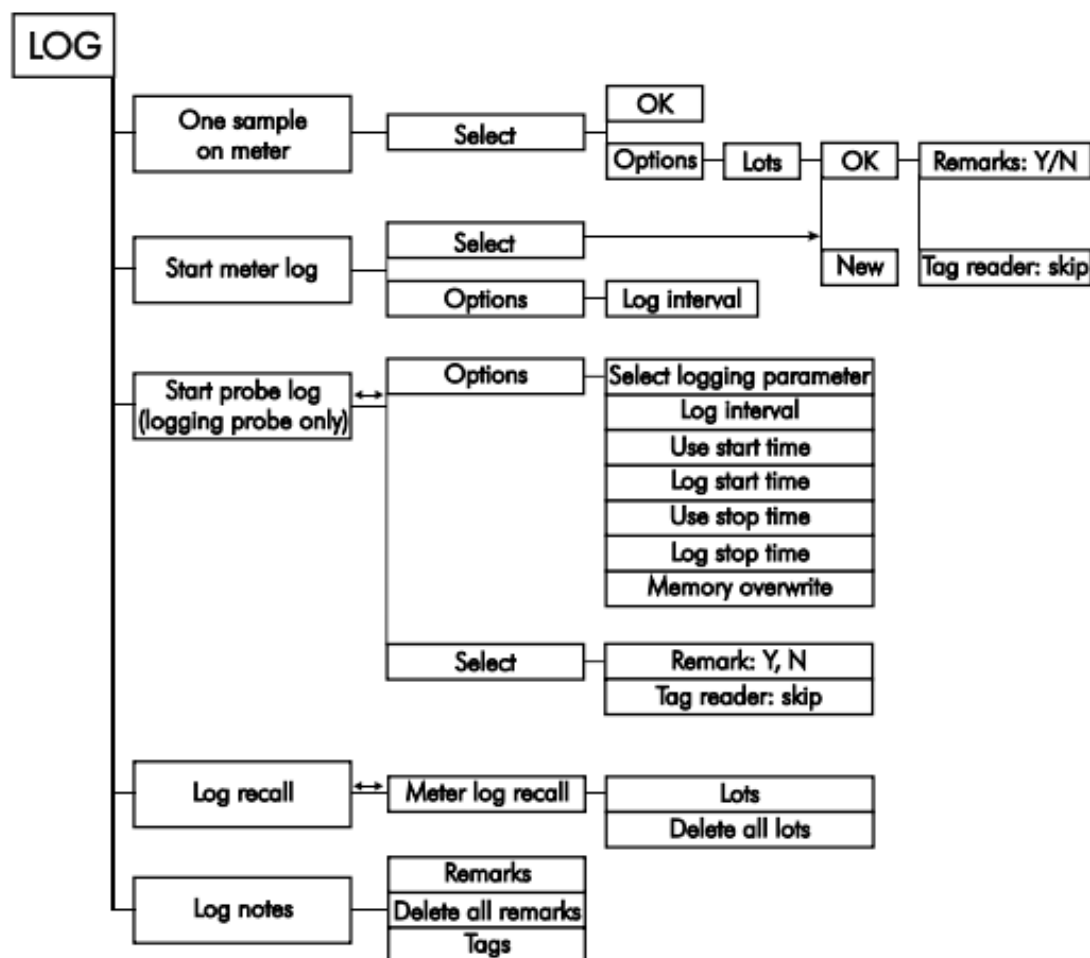 LOG
One sample
on meter
Select
OK
Options
Lots
OK
Remarks: Y/N
Start meter log
Select
New
Tag reader: skip
Options
Log interval
Start probe log
(logging probe only)
Options
Select logging parameter
Log interval
Use start time
Log start time
Use stop time
Log stop time
Memory overwrite
Select
Remark: Y, N
Tag reader: skip
Log recall
Meter log recall
Lots
Delete all lots
Log notes
Remarks
Delete all remarks
Tags